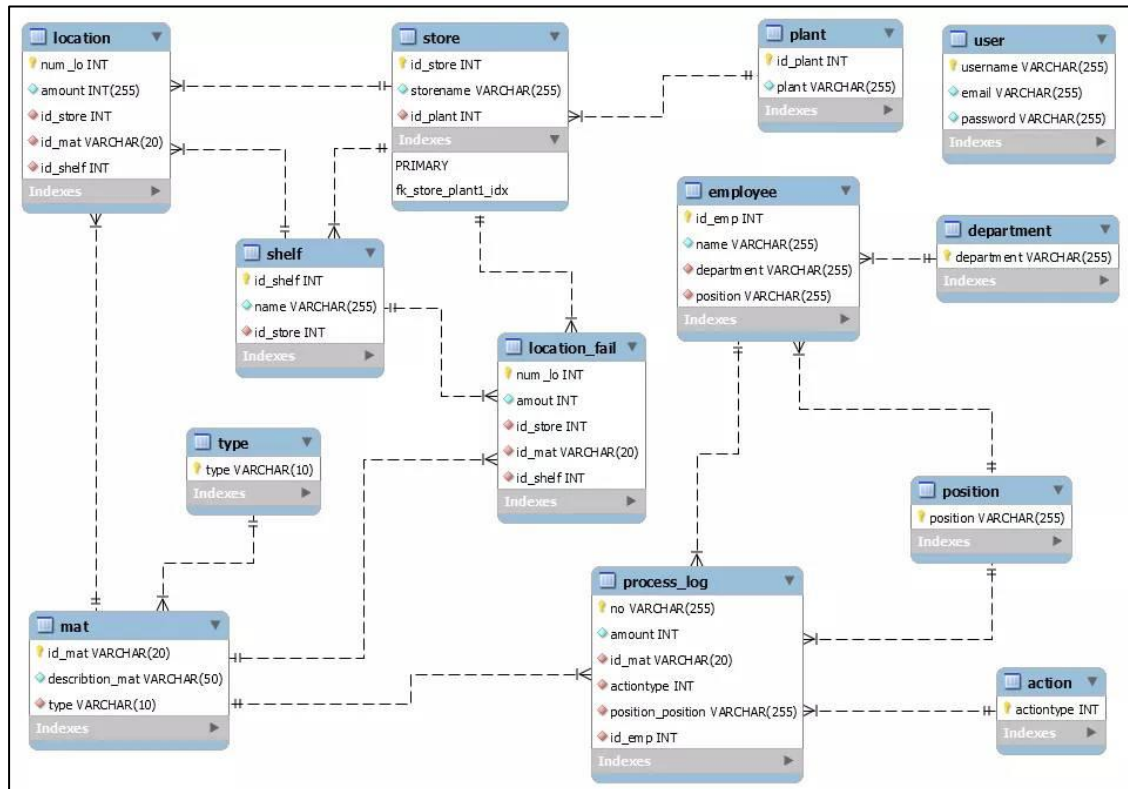 location
num_lo INT
amount INT(255)
id_store INT
id_mat VARCHAR(20)
id_shelf INT
Indexes
store
id_store INT
storename VARCHAR(255)
id_plant INT
Indexes
PRIMARY
fk_store_plant1_idx
plant
id_plant INT
plant VARCHAR(255)
Indexes
user
username VARCHAR(255)
email VARCHAR(255)
password VARCHAR(255)
Indexes
shelf
id_shelf INT
name VARCHAR(255)
id_store INT
Indexes
employee
id_emp INT
name VARCHAR(255)
department VARCHAR(255)
position VARCHAR(255)
Indexes
department
department VARCHAR(255)
Indexes
location_fail
num_lo INT
amout INT
id_store INT
id_mat VARCHAR(20)
id_shelf INT
Indexes
type
type VARCHAR(10)
Indexes
position
position VARCHAR(255)
Indexes
mat
id_mat VARCHAR(20)
describtion_mat VARCHAR(50)
type VARCHAR(10)
Indexes
process_log
no VARCHAR(255)
amount INT
id_mat VARCHAR(20)
actiontype INT
position_position VARCHAR(255)
id_emp INT
Indexes
action
actiontype INT
Indexes